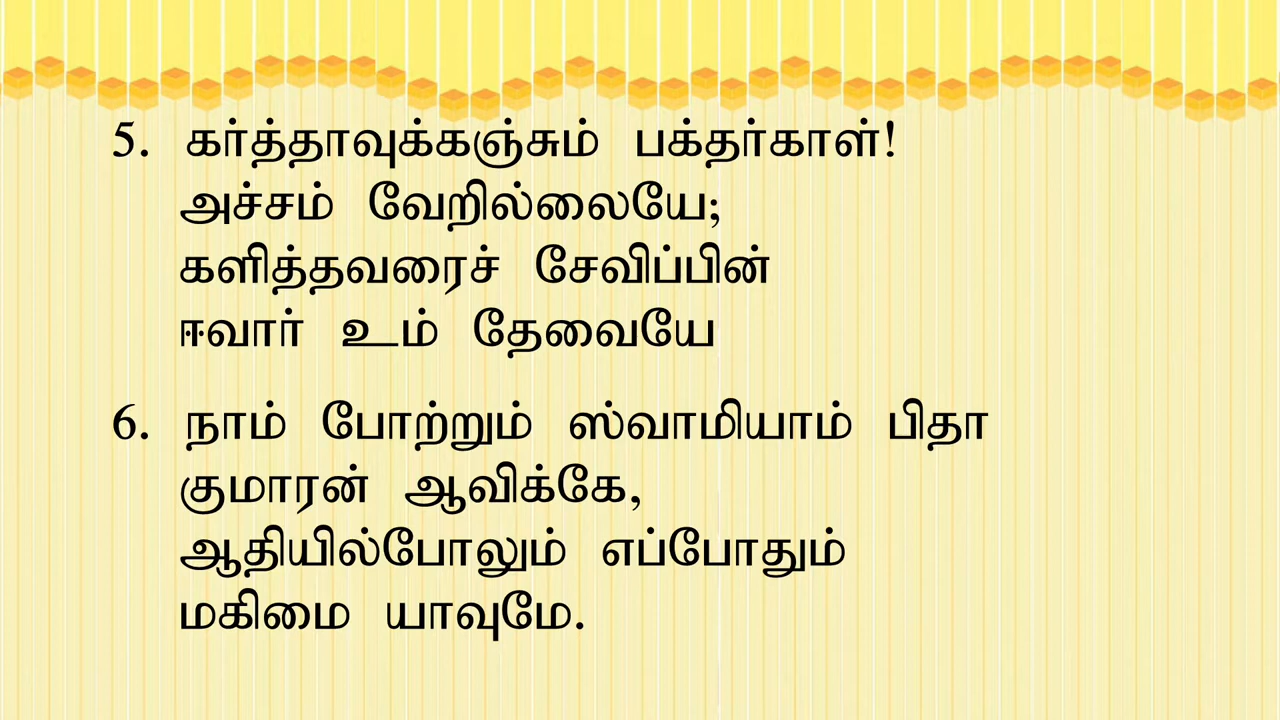 5. கர்த்தாவுக்கஞ்சும் பக்தர்காள்!
அச்சம் வேறில்லையே;
களித்தவரைச் சேவிப்பின்
ஈவார் உம் தேவையே
6. நாம் போற்றும் ஸ்வாமியாம் பிதா
குமாரன் ஆவிக்கே,
ஆதியில்போலும் எப்போதும்
மகிமை யாவுமே.